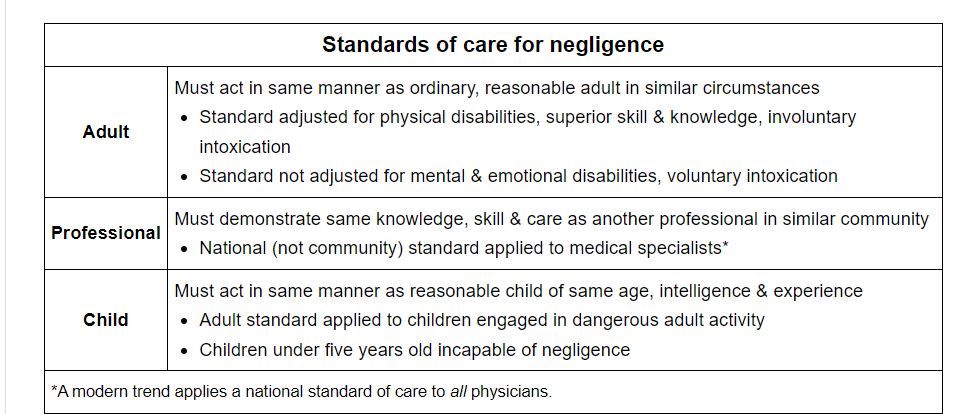 Standards of care for negligence
Adult
Must act in same manner as ordinary, reasonable adult in similar circumstances
• Standard adjusted for physical disabilities, superior skill & knowledge, involuntary
intoxication
• Standard not adjusted for mental & emotional disabilities, voluntary intoxication
Professional
Must demonstrate same knowledge, skill & care as another professional in similar community
• National (not community) standard applied to medical specialists*
Child
Must act in same manner as reasonable child of same age, intelligence & experience
• Adult standard applied to children engaged in dangerous adult activity
• Children under five years old incapable of negligence
*A modern trend applies a national standard of care to all physicians.